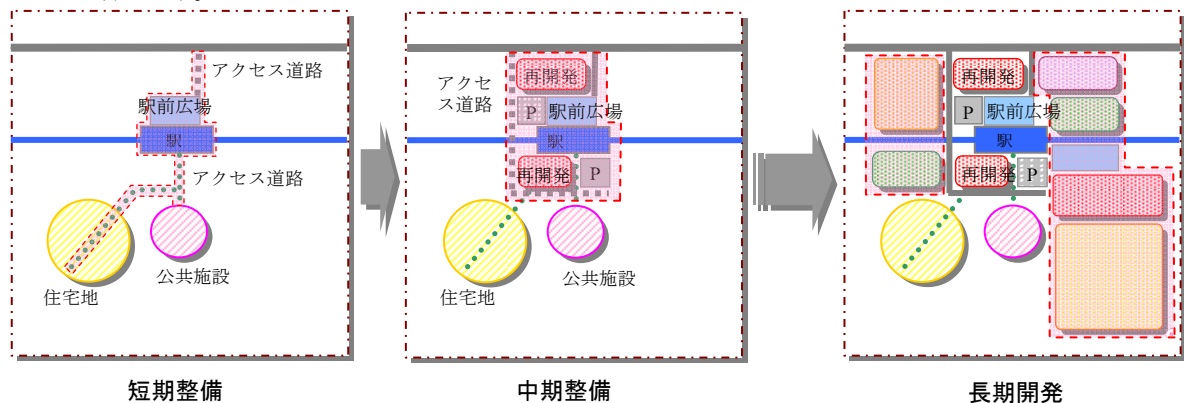 アクセス道路
駅前広場
駅
アクセス道路
公共施設
住宅地
短期整備
アクセ
ス道路
再開発
P
駅前広場
駅
再開発
P
公共施設
住宅地
中期整備
再開発
P
駅前広場
駅
再開発
P
長期開発